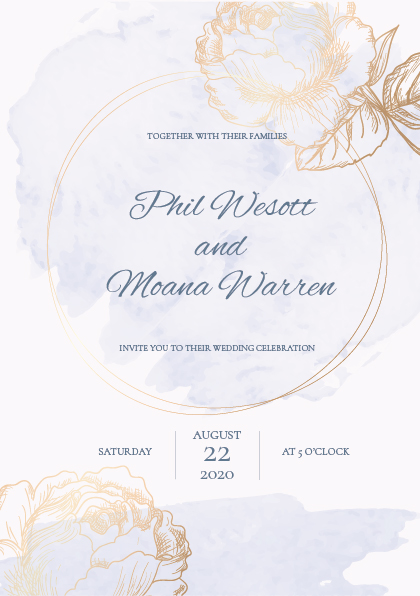 TOGETHER WITH THEIR FAMILIES
Phil Wesott
and
Moana Warren
INVITE YOU TO THEIR WEDDING CELEBRATION
AUGUST
SATURDAY 22 AT 5 O'CLOCK
2020